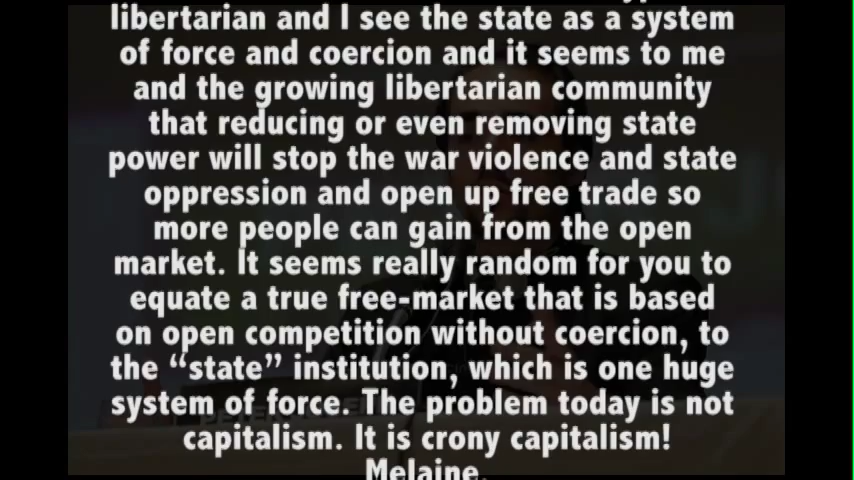 libertarian and I see the state as a system
of force and coercion and it seems to me
and the growing libertarian community
that reducing or even removing state
power will stop the war violence and state
oppression and open up free trade so
more people can gain from the open
market. It seems really random for you to
equate a true free-market that is based
on open competition without coercion, to
the “state” institution, which is one huge
system of force. The problem today is not
capitalism. It is crony capitalism!
Melaine.